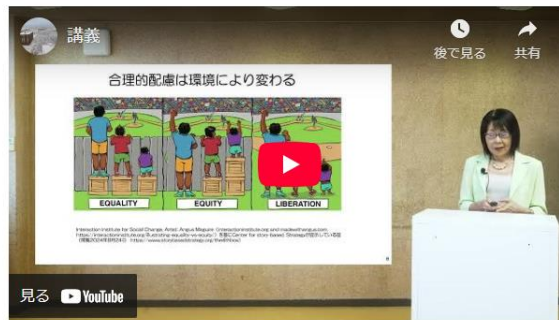 講義
後で見る
共有
合理的配慮は環境により変わる
EQUALITY
EQUITY
LIBERATION
Interaction Institute for Social Change, Artist: Angus Maguire (interactioninstitute.org and madewithangus.com)
見る
YouTube